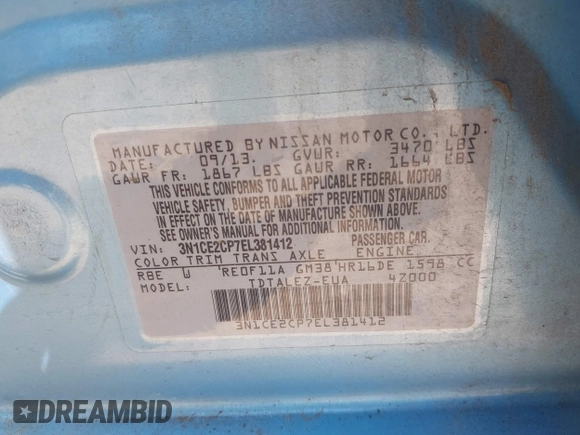 MANUFACTURED BY NISSAN MOTOR CO., LTD.
DATE: 09/13. GVWR: 3470 LBS
GAWR FR: 1867 LBS GAWR RR: 1664 LBS
THIS VEHICLE CONFORMS TO ALL APPLICABLE FEDERAL MOTOR
VEHICLE SAFETY, BUMPER AND THEFT PREVENTION STANDARDS
IN EFFECT ON THE DATE OF MANUFACTURE SHOWN ABOVE.
SEE OWNER'S MANUAL FOR ADDITIONAL INFORMATION.
VIN: 3N1CE2CP7EL381412 PASSENGER CAR.
COLOR TRIM TRANS AXLE ENGINE
RBE W RE0F11A GM38 HR16DE 1598 CC
MODEL: TDTALEZ-EUA 4Z000
3N1CE2CP7EL381412
DREAMBID